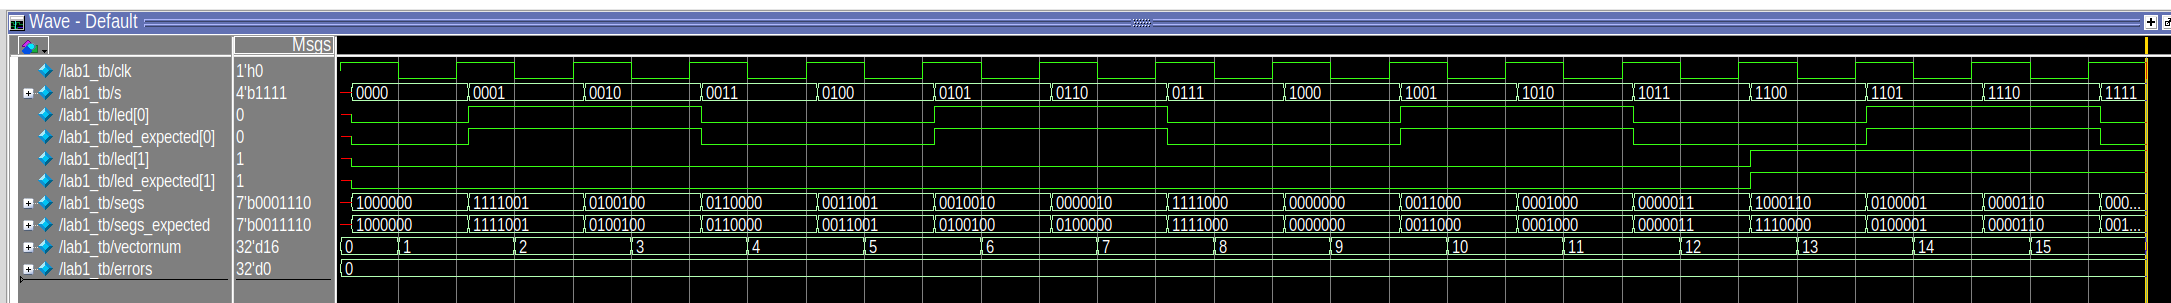 Wave - Default
Msgs
/lab1_tb/clk 1'h0
/lab1_tb/s 4'b1111 0000 0001 0010 0011 0100 0101 0110 0111 1000 1001 1010 1011 1100 1101 1110 1111
/lab1_tb/led[0] 0
/lab1_tb/led_expected[0] 0
/lab1_tb/led[1] 1
/lab1_tb/led_expected[1] 1
/lab1_tb/segs 7'b0001110 1000000 1111001 0100100 0110000 0011001 0010010 0000010 1111000 0000000 0011000 0001000 0000011 1000110 0100001 0000110 000...
/lab1_tb/segs_expected 7'b0011110 1000000 1111001 0100100 0110000 0011001 0100100 0100000 1111000 0000000 0011000 0001000 0000011 1110000 0100001 0000110 001...
/lab1_tb/vectornum 32'd16 0 1 2 3 4 5 6 7 8 9 10 11 12 13 14 15
/lab1_tb/errors 32'd0 0